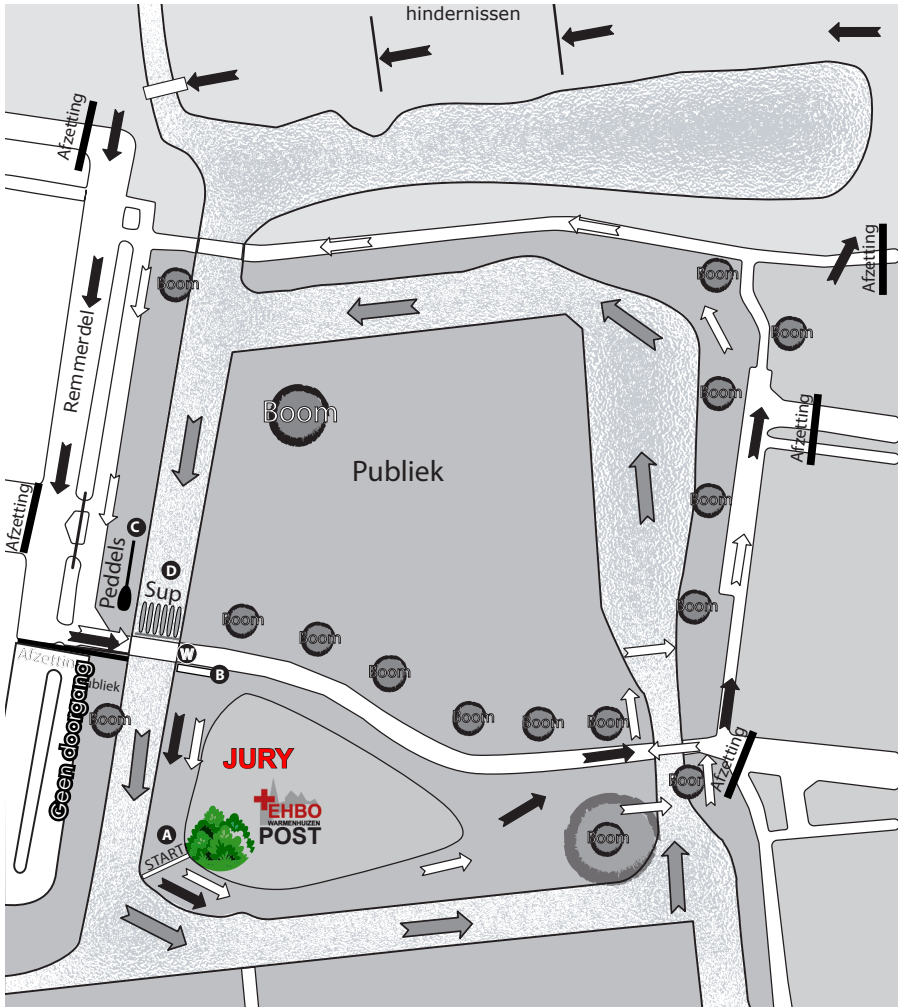 hindernissen
Afzetting
Afzetting
Boom
Boom
Boom
Remmerdel
Boom
Boom
Afzetting
Publiek
Afzetting
Boom
C
Peddels
D
Sup
Boom
Boom
Boom
W
B
Boom
Afzetting
Publiek
Geen doorgang
Boom
Boom
Boom
Boom
Afzetting
JURY
Boom
EHBO
WARMENHUIZEN
POST
A
START
Boom